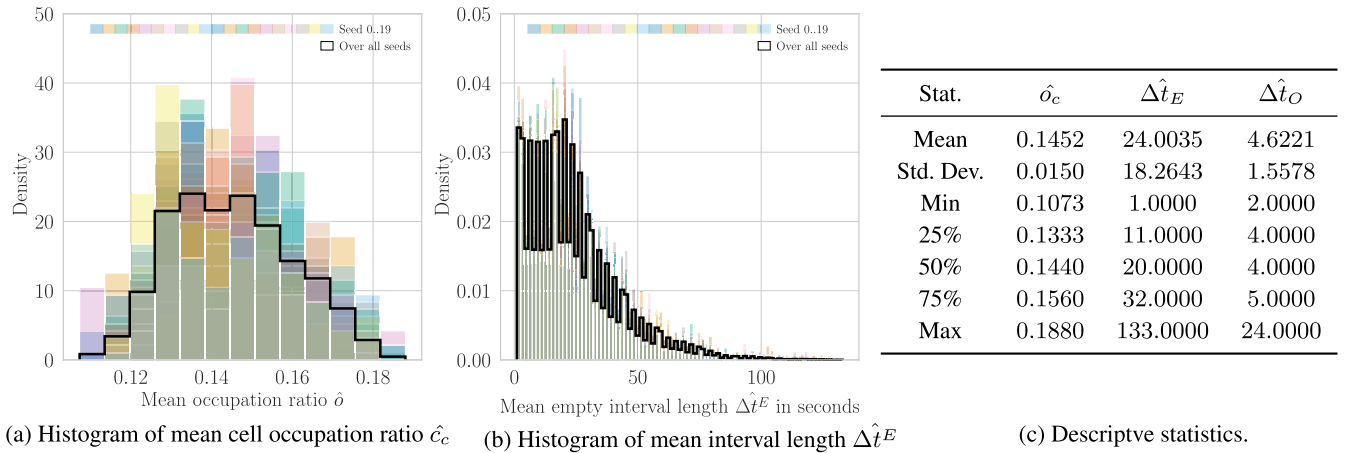 50
40
30
20
10
0
Density
Seed 0..19
Over all seeds
0.12 0.14 0.16 0.18
Mean occupation ratio ô
(a) Histogram of mean cell occupation ratio ĉ_c
0.05
0.04
0.03
0.02
0.01
0.00
Density
Seed 0..19
Over all seeds
0 50 100
Mean empty interval length Δt̂^E in seconds
(b) Histogram of mean interval length Δt̂^E
Stat. ô_c Δt̂_E Δt̂_O
Mean 0.1452 24.0035 4.6221
Std. Dev. 0.0150 18.2643 1.5578
Min 0.1073 1.0000 2.0000
25% 0.1333 11.0000 4.0000
50% 0.1440 20.0000 4.0000
75% 0.1560 32.0000 5.0000
Max 0.1880 133.0000 24.0000
(c) Descriptve statistics.